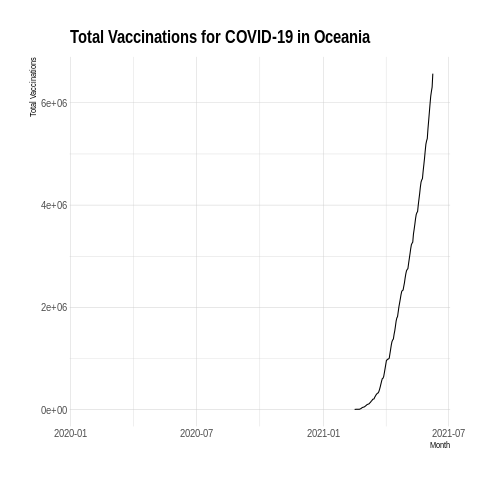 Total Vaccinations for COVID-19 in Oceania
Total Vaccinations
6e+06
4e+06
2e+06
0e+00
2020-01 2020-07 2021-01 2021-07
Month